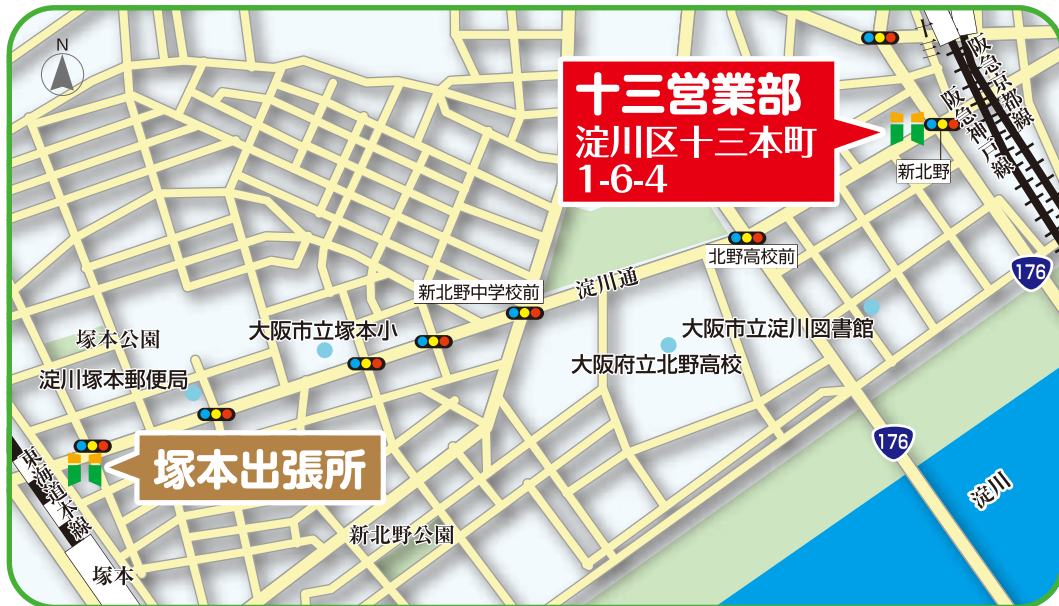 N
十三
阪急京都線
阪急神戸線
十三営業部
淀川区十三本町
1-6-4
新北野
北野高校前
176
淀川通
新北野中学校前
大阪市立塚本小
大阪市立淀川図書館
大阪府立北野高校
塚本公園
淀川塚本郵便局
176
塚本出張所
東海道本線
淀川
新北野公園
塚本